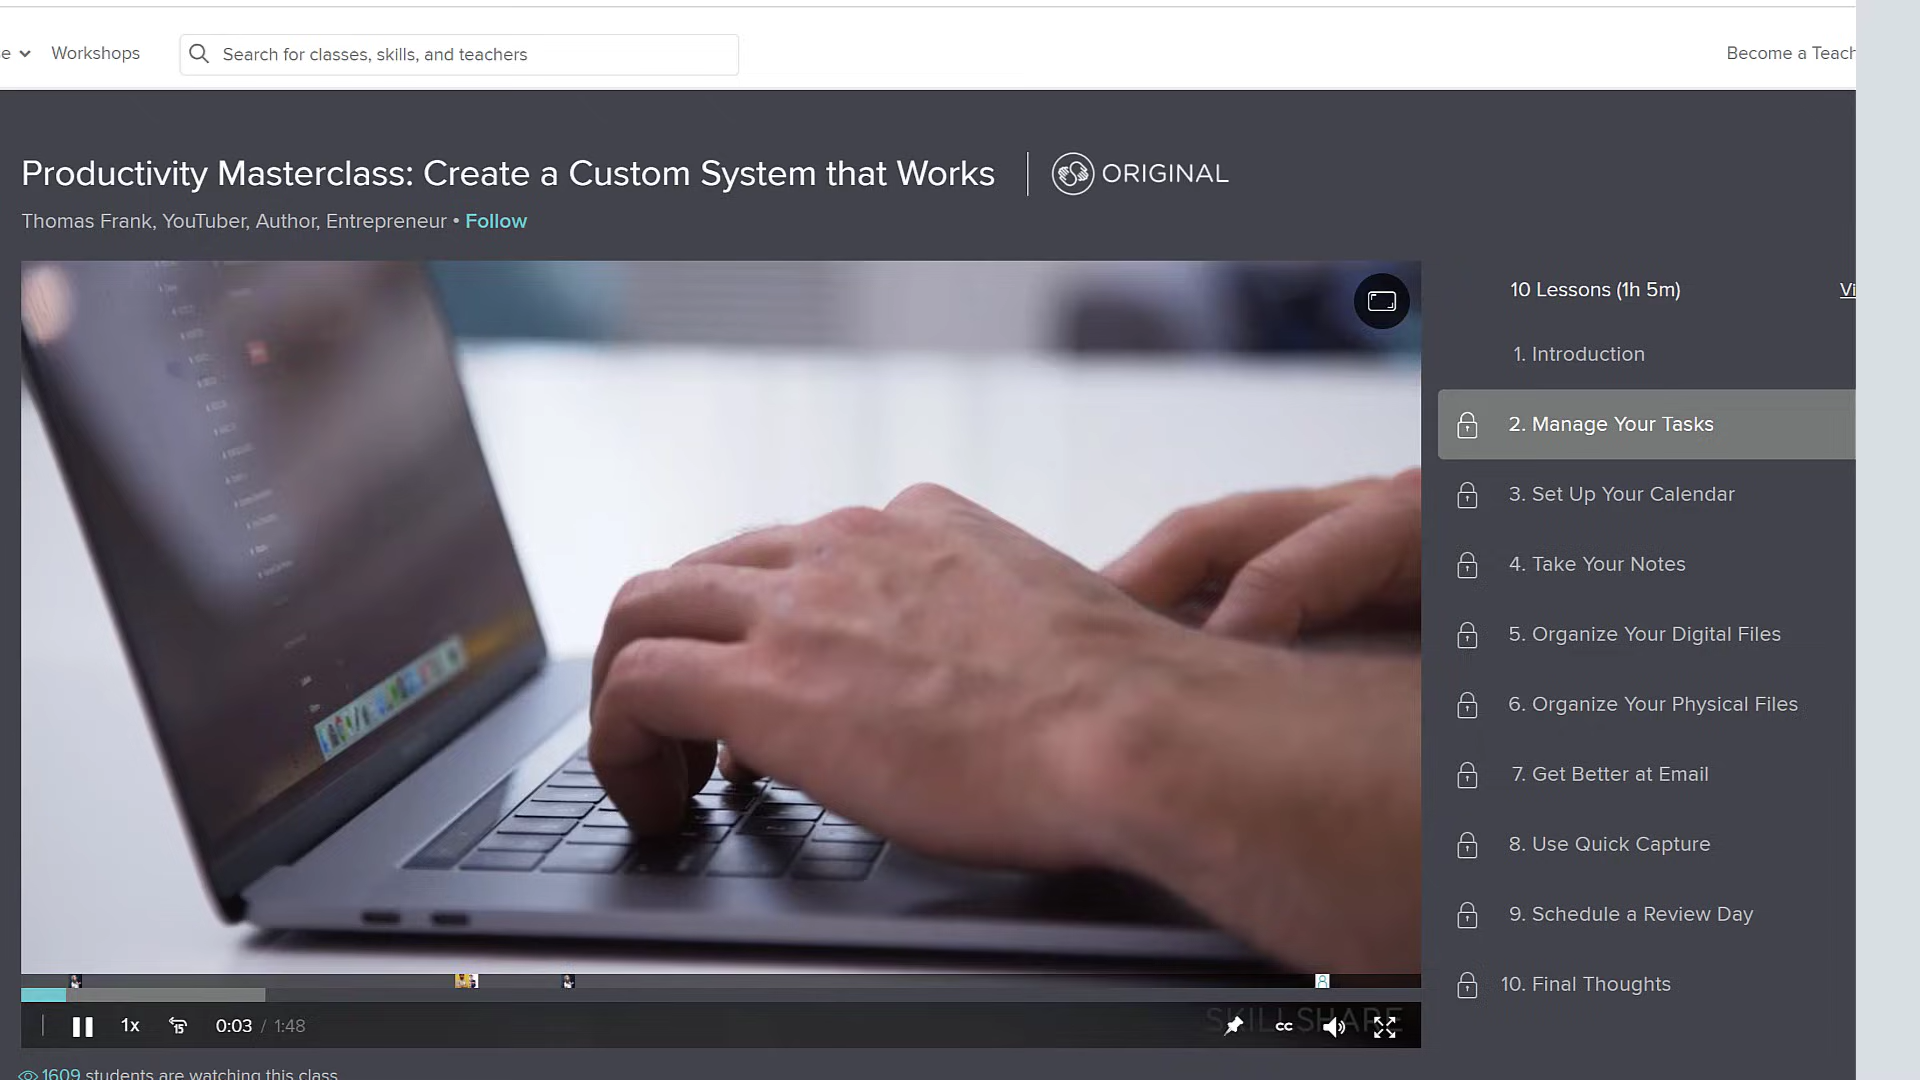 e Workshops Search for classes, skills, and teachers Become a Teach
Productivity Masterclass: Create a Custom System that Works ORIGINAL
Thomas Frank, YouTuber, Author, Entrepreneur • Follow
10 Lessons (1h 5m) Vi
1. Introduction
2. Manage Your Tasks
3. Set Up Your Calendar
4. Take Your Notes
5. Organize Your Digital Files
6. Organize Your Physical Files
7. Get Better at Email
8. Use Quick Capture
9. Schedule a Review Day
10. Final Thoughts
SKILLSHARE
1x 15 0:03 / 1:48 CC
1609 students are watching this class